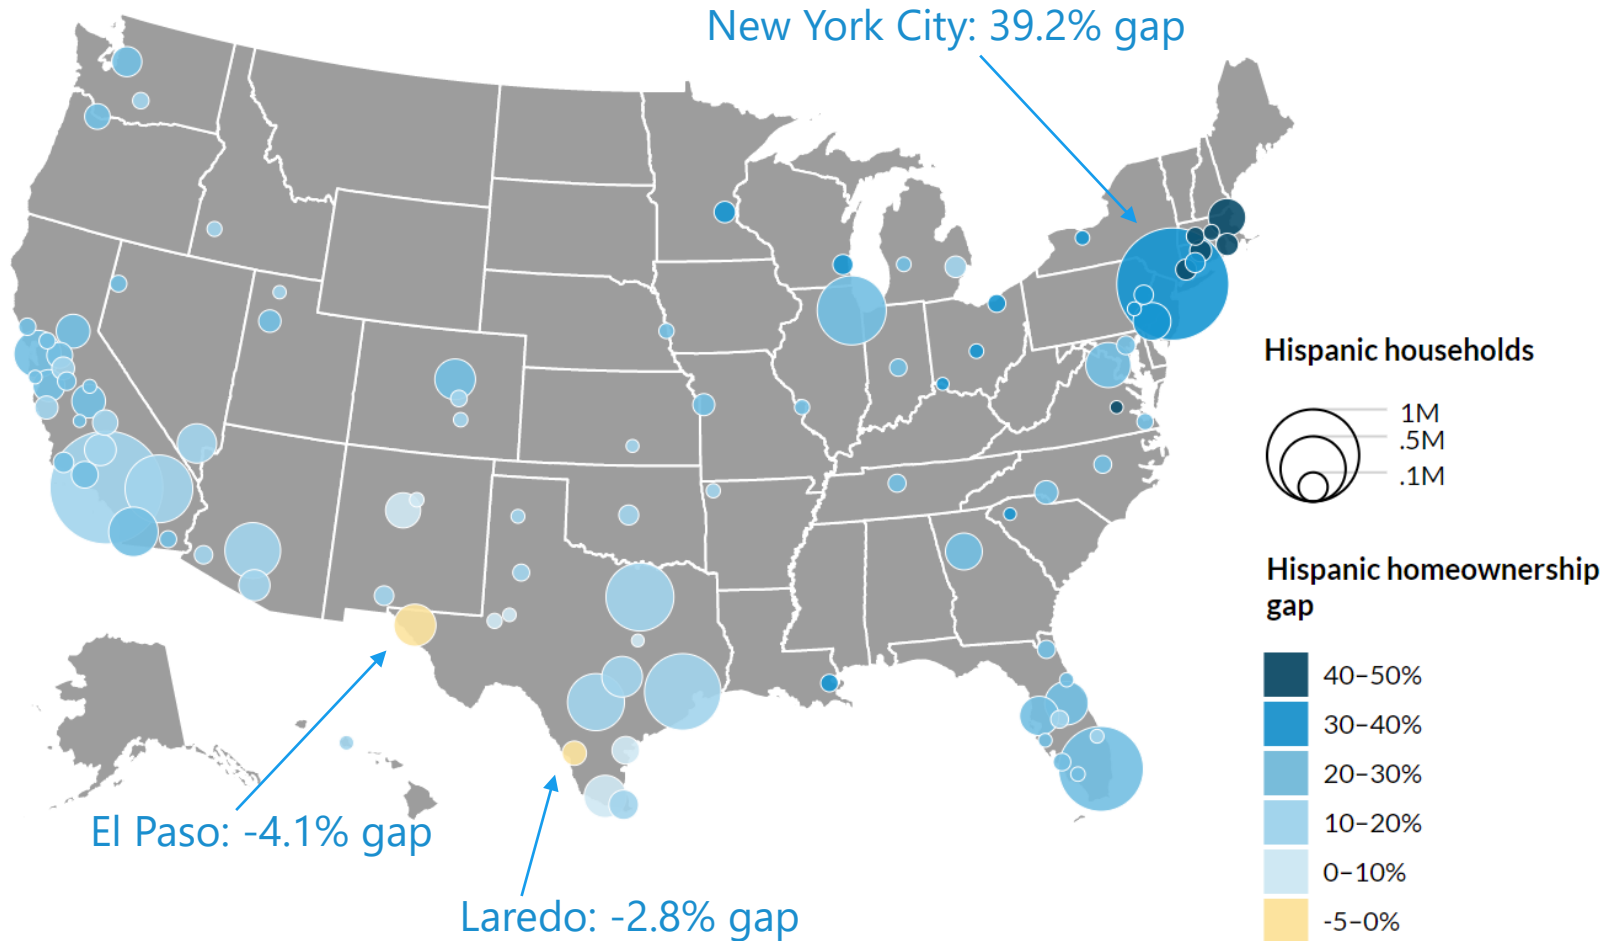 New York City: 39.2% gap
Hispanic households
1M
.5M
.1M
Hispanic homeownership
gap
40–50%
30–40%
20–30%
10–20%
0–10%
-5–0%
El Paso: -4.1% gap
Laredo: -2.8% gap